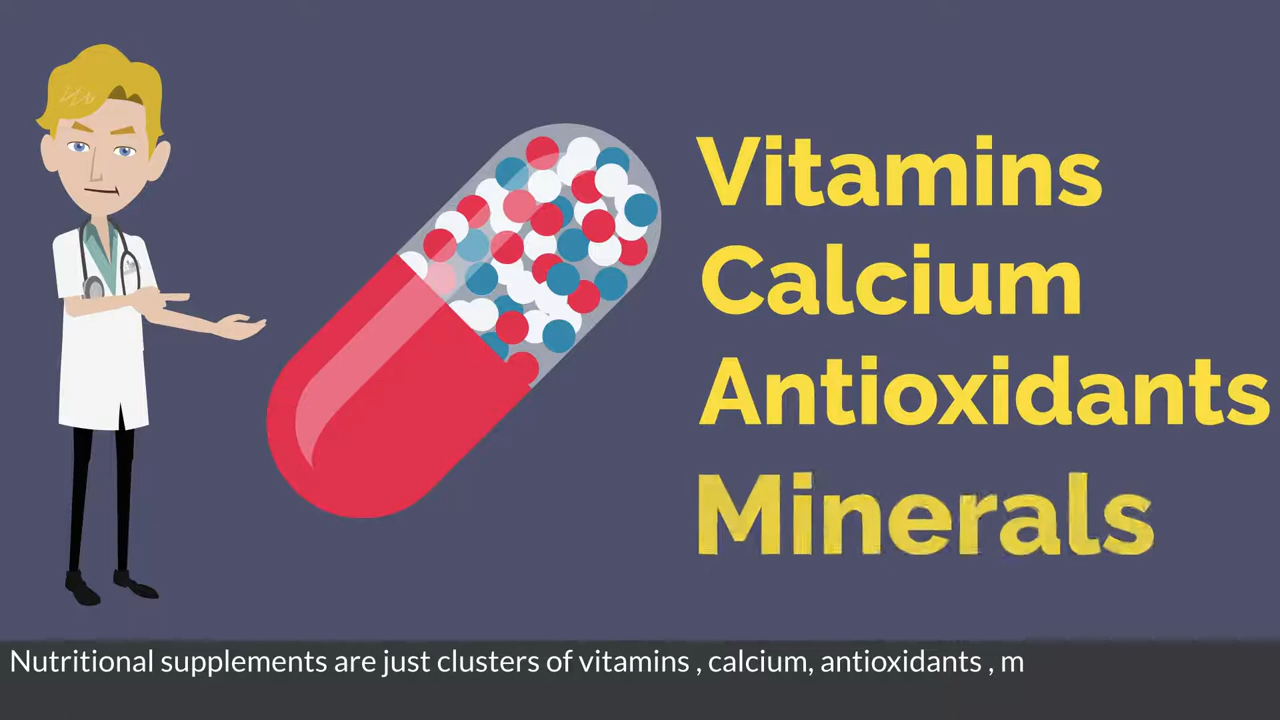 Vitamins
Calcium
Antioxidants
Minerals
Nutritional supplements are just clusters of vitamins , calcium, antioxidants , m